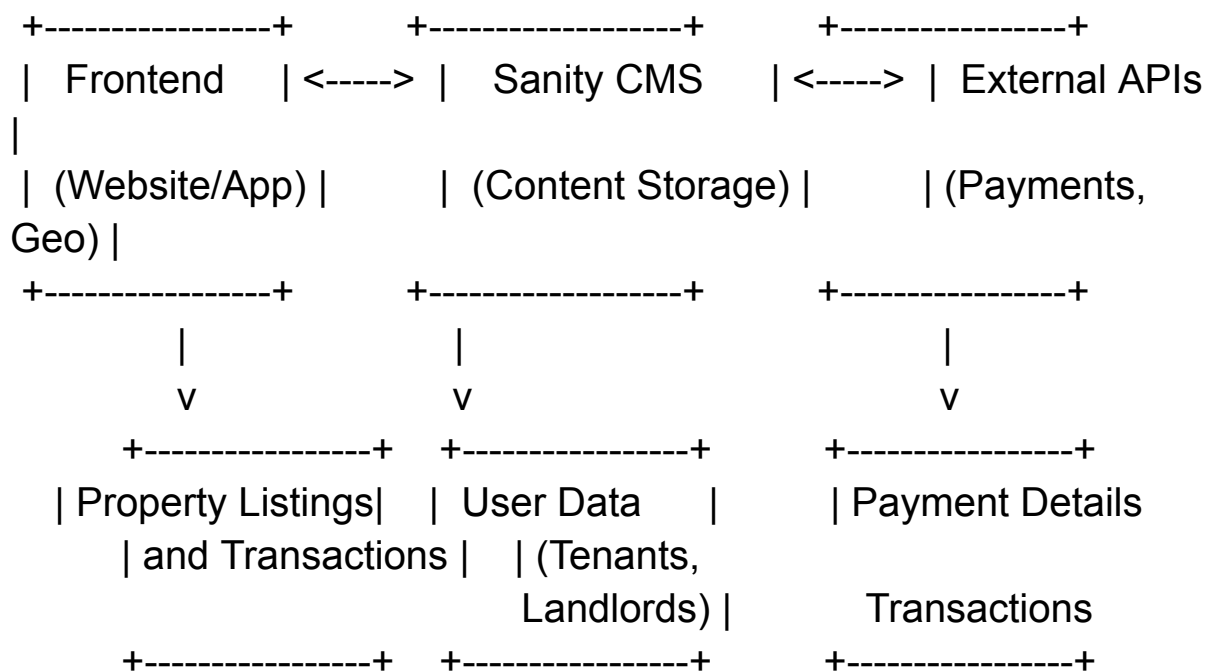 +-----------------+ +-------------------+ +-----------------+
| Frontend | <-----> | Sanity CMS | <-----> | External APIs
|
| (Website/App) | | (Content Storage) | | (Payments,
Geo) |
+-----------------+ +-------------------+ +-----------------+
| | |
v v v
+-----------------+ +-----------------+ +-----------------+
| Property Listings| | User Data | | Payment Details
| and Transactions | | (Tenants,
Landlords) | Transactions
+-----------------+ +-----------------+ +-----------------+